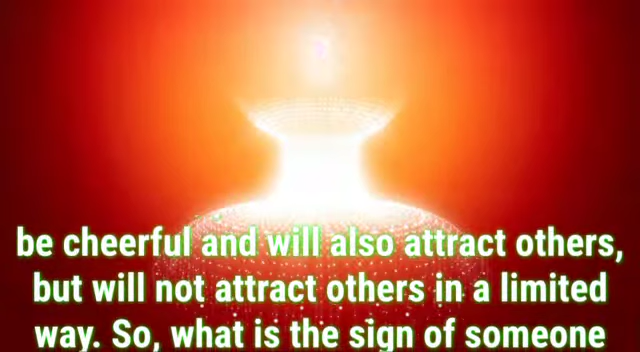 be cheerful and will also attract others,
but will not attract others in a limited
way. So, what is the sign of someone